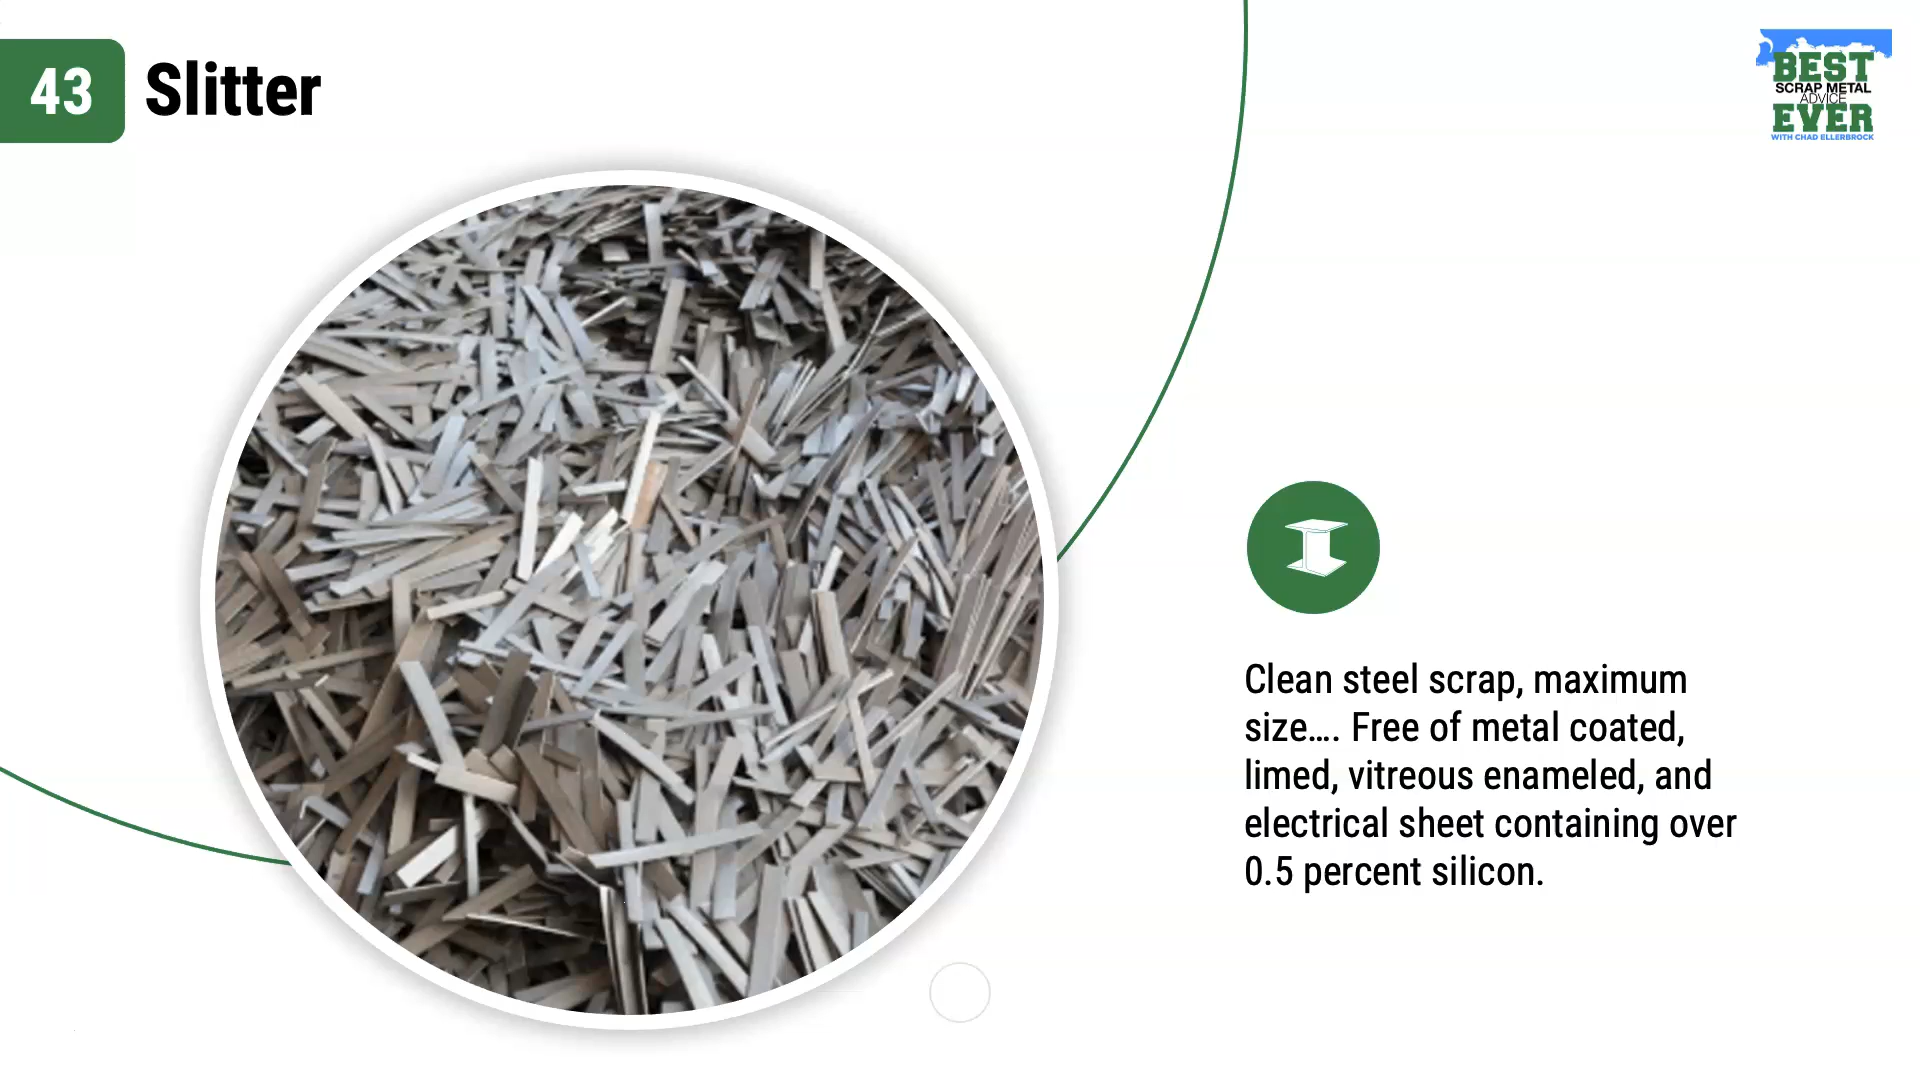 43 Slitter
BEST
SCRAP METAL
ADVICE
EVER
WITH CHAD ELLERBROCK
Clean steel scrap, maximum
size.... Free of metal coated,
limed, vitreous enameled, and
electrical sheet containing over
0.5 percent silicon.